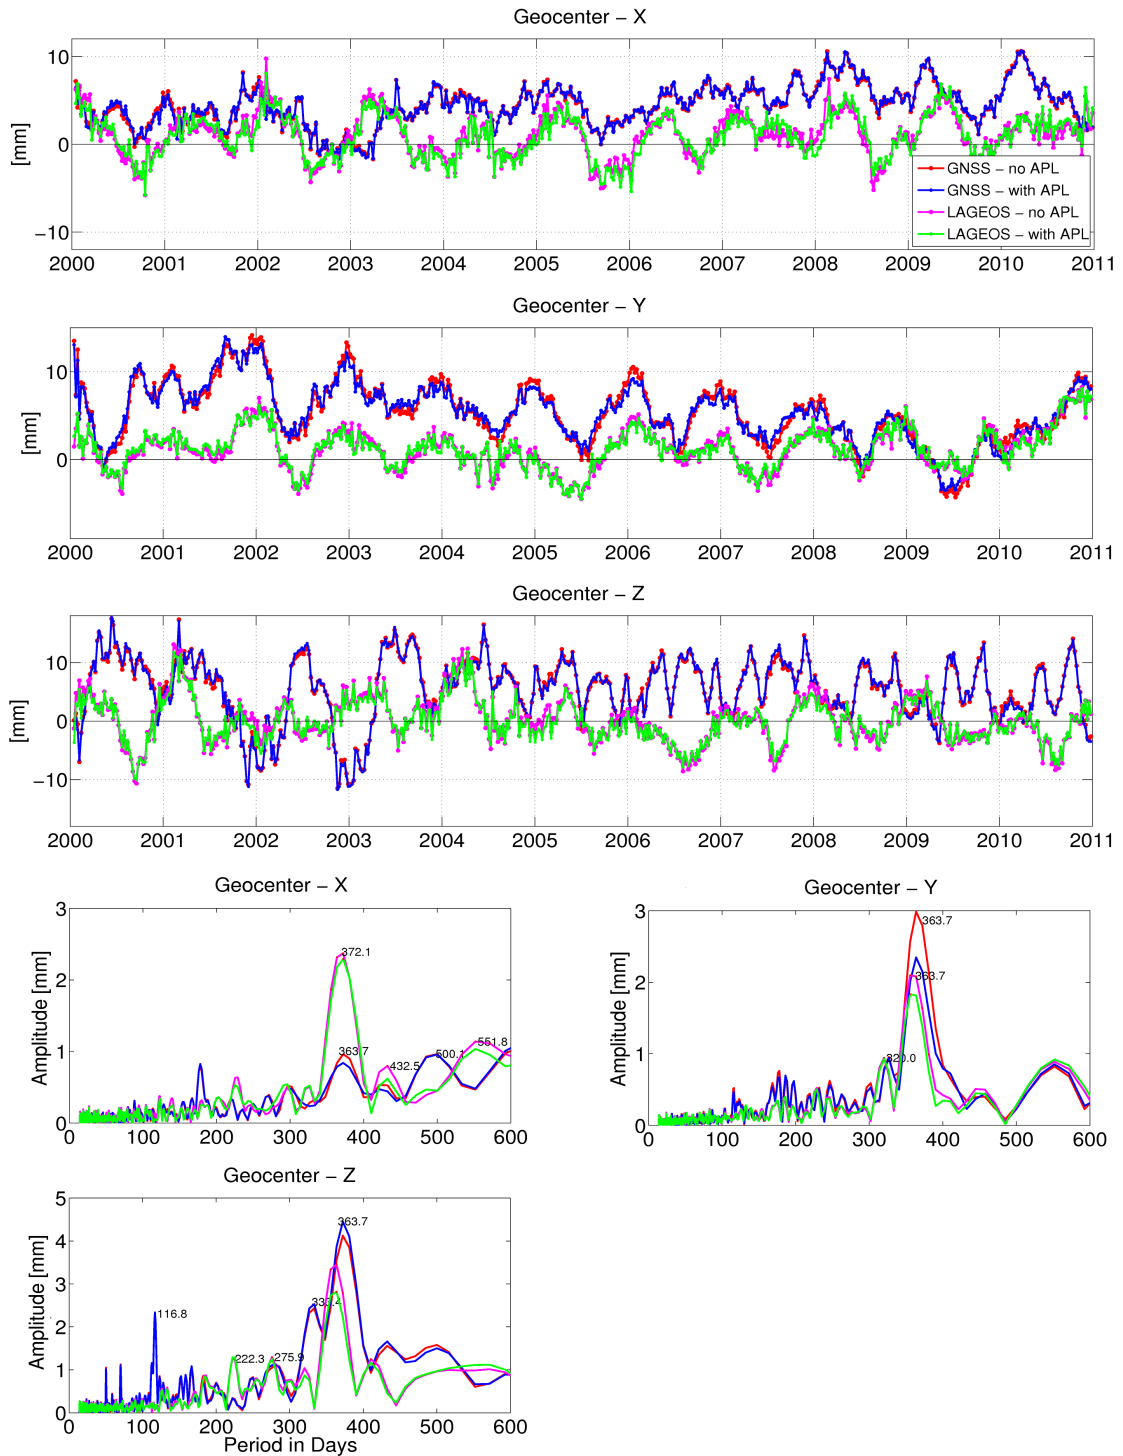 Geocenter – X
[mm]
10
0
−10
GNSS – no APL
GNSS – with APL
LAGEOS – no APL
LAGEOS – with APL
2000 2001 2002 2003 2004 2005 2006 2007 2008 2009 2010 2011
Geocenter – Y
[mm]
10
0
2000 2001 2002 2003 2004 2005 2006 2007 2008 2009 2010 2011
Geocenter – Z
[mm]
10
0
−10
2000 2001 2002 2003 2004 2005 2006 2007 2008 2009 2010 2011
Geocenter – X
Amplitude [mm]
3
2
1
0
372.1
363.7
432.5
500.1
551.8
0 100 200 300 400 500 600
Geocenter – Y
Amplitude [mm]
3
2
1
0
363.7
363.7
320.0
0 100 200 300 400 500 600
Geocenter – Z
Amplitude [mm]
5
4
3
2
1
0
363.7
333.4
116.8
222.3
275.9
0 100 200 300 400 500 600
Period in Days